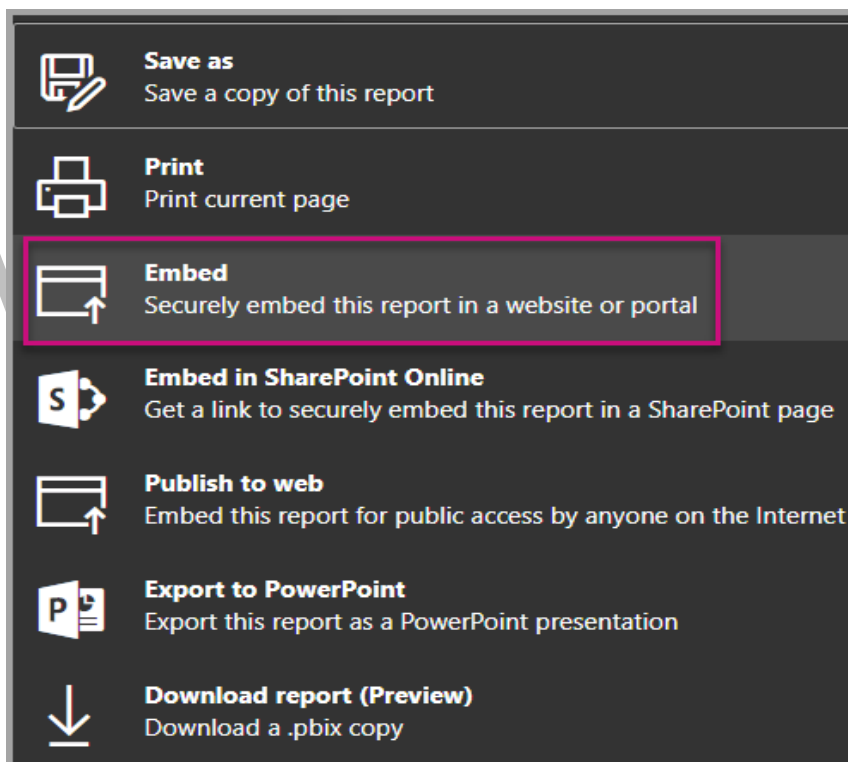 Save as
Save a copy of this report
Print
Print current page
Embed
Securely embed this report in a website or portal
S
Embed in SharePoint Online
Get a link to securely embed this report in a SharePoint page
Publish to web
Embed this report for public access by anyone on the Internet
P
Export to PowerPoint
Export this report as a PowerPoint presentation
Download report (Preview)
Download a .pbix copy